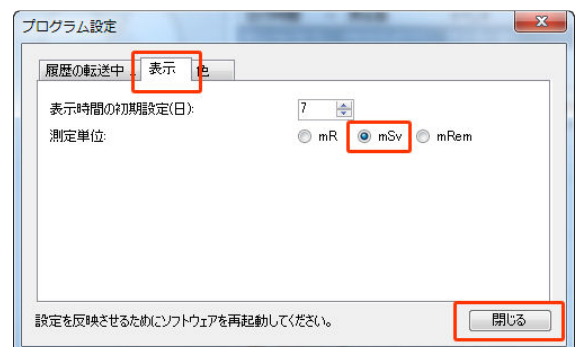 プログラム設定
履歴の転送中 表示 色
表示時間の初期設定(日): 7
測定単位: mR mSv mRem
設定を反映させるためにソフトウェアを再起動してください。 閉じる